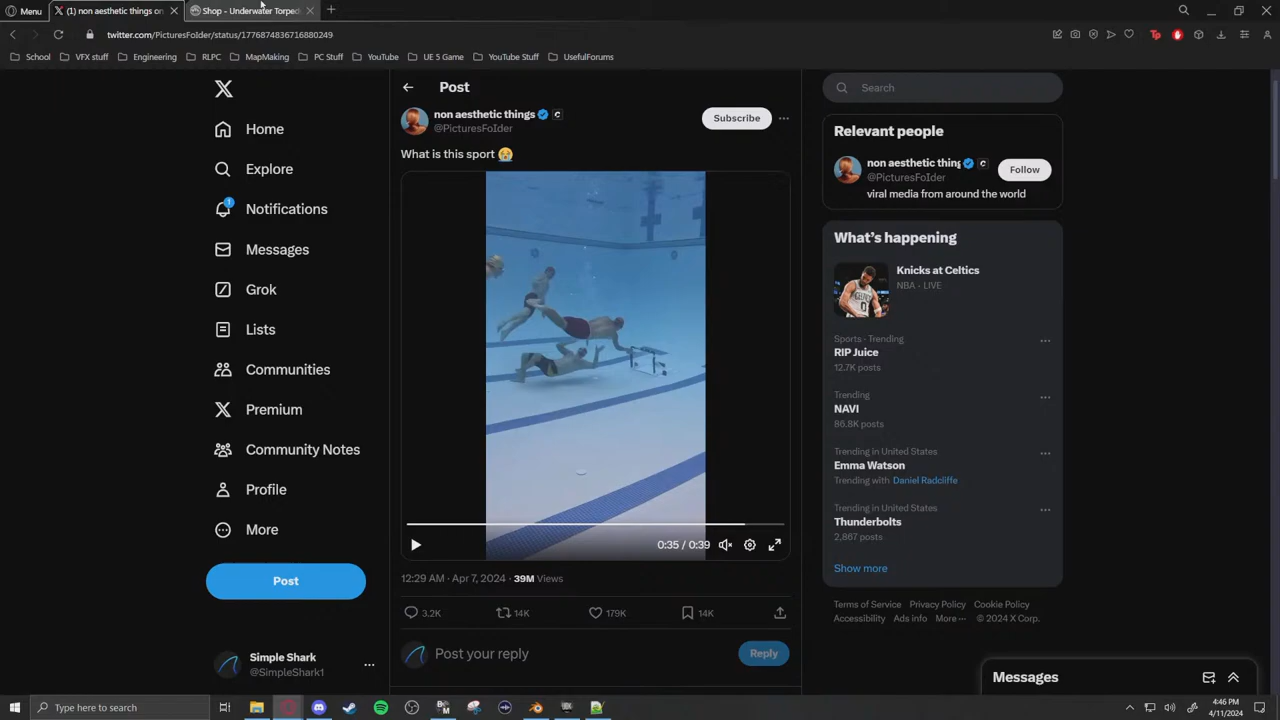 Menu
(1) non aesthetic things on
Shop - Underwater Torped
twitter.com/PicturesFoIder/status/1776874836716880249
School
VFX stuff
Engineering
RLPC
MapMaking
PC Stuff
YouTube
UE 5 Game
YouTube Stuff
UsefulForums
Home
Explore
1
Notifications
Messages
Grok
Lists
Communities
Premium
Community Notes
Profile
More
Post
Simple Shark
@SimpleShark1
Post
non aesthetic things
@PicturesFoIder
Subscribe
What is this sport 😭
0:35 / 0:39
12:29 AM · Apr 7, 2024 · 39M Views
3.2K
14K
179K
14K
Post your reply
Reply
Search
Relevant people
non aesthetic thing
@PicturesFoIder
Follow
viral media from around the world
What's happening
Knicks at Celtics
NBA · LIVE
Sports · Trending
RIP Juice
12.7K posts
Trending
NAVI
86.8K posts
Trending in United States
Emma Watson
Trending with Daniel Radcliffe
Trending in United States
Thunderbolts
2,867 posts
Show more
Terms of Service Privacy Policy Cookie Policy
Accessibility Ads info More ··· © 2024 X Corp.
Messages
Type here to search
4:46 PM
4/11/2024